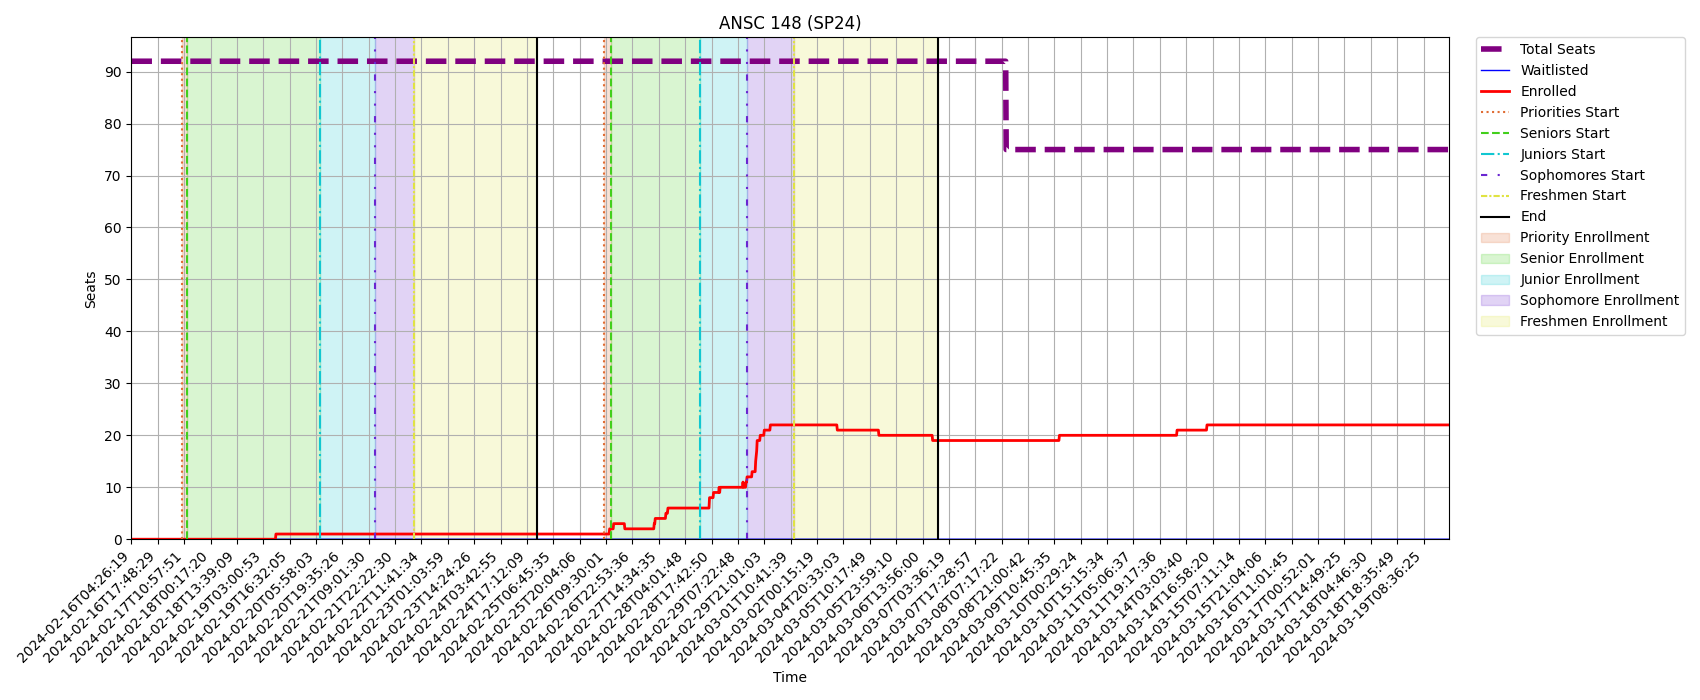 ANSC 148 (SP24)
Seats
90
80
70
60
50
40
30
20
10
0
2024-02-16T04:26:19
2024-02-16T17:48:29
2024-02-17T10:57:51
2024-02-18T00:17:20
2024-02-18T13:39:09
2024-02-19T03:00:53
2024-02-19T16:32:05
2024-02-20T05:58:03
2024-02-20T19:35:26
2024-02-21T09:01:30
2024-02-21T22:22:30
2024-02-22T11:41:34
2024-02-23T01:03:59
2024-02-23T14:24:26
2024-02-24T03:42:55
2024-02-24T17:12:09
2024-02-25T06:45:35
2024-02-25T20:04:06
2024-02-26T09:30:01
2024-02-26T22:53:36
2024-02-27T14:34:35
2024-02-28T04:01:48
2024-02-28T17:42:50
2024-02-29T07:22:48
2024-02-29T21:01:03
2024-03-01T10:41:39
2024-03-02T00:15:19
2024-03-04T20:33:03
2024-03-05T10:17:49
2024-03-05T23:59:10
2024-03-06T13:56:00
2024-03-07T03:36:19
2024-03-07T17:28:57
2024-03-08T07:17:22
2024-03-08T21:00:42
2024-03-09T10:45:35
2024-03-10T00:29:24
2024-03-10T15:15:34
2024-03-11T05:06:37
2024-03-11T19:17:36
2024-03-14T03:03:40
2024-03-14T16:58:20
2024-03-15T07:11:14
2024-03-15T21:04:06
2024-03-16T11:01:45
2024-03-17T00:52:01
2024-03-17T14:49:25
2024-03-18T04:46:30
2024-03-18T18:35:49
2024-03-19T08:36:25
Time
Total Seats
Waitlisted
Enrolled
Priorities Start
Seniors Start
Juniors Start
Sophomores Start
Freshmen Start
End
Priority Enrollment
Senior Enrollment
Junior Enrollment
Sophomore Enrollment
Freshmen Enrollment